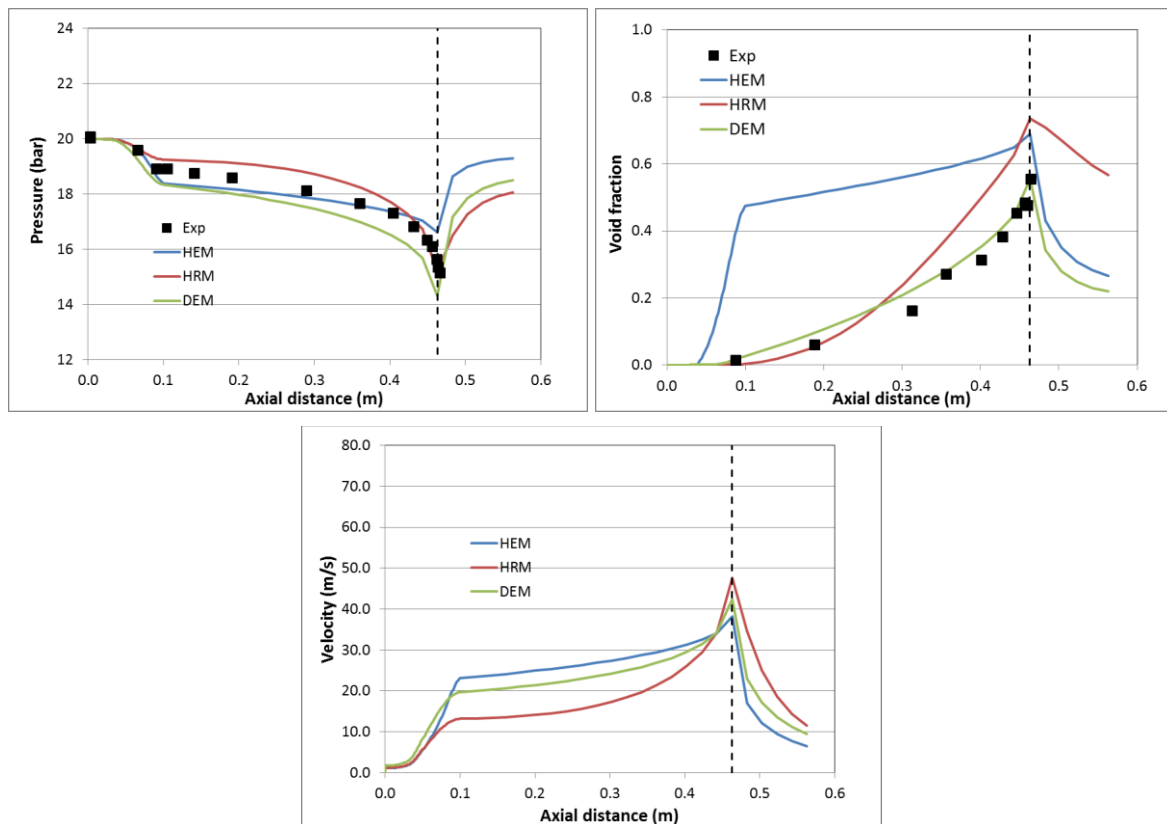 24
22
20
18
16
14
12
Pressure (bar)
Exp
HEM
HRM
DEM
0.0 0.1 0.2 0.3 0.4 0.5 0.6
Axial distance (m)
1.0
0.8
0.6
0.4
0.2
0.0
Void fraction
Exp
HEM
HRM
DEM
0.0 0.1 0.2 0.3 0.4 0.5 0.6
Axial distance (m)
80.0
70.0
60.0
50.0
40.0
30.0
20.0
10.0
0.0
Velocity (m/s)
HEM
HRM
DEM
0.0 0.1 0.2 0.3 0.4 0.5 0.6
Axial distance (m)